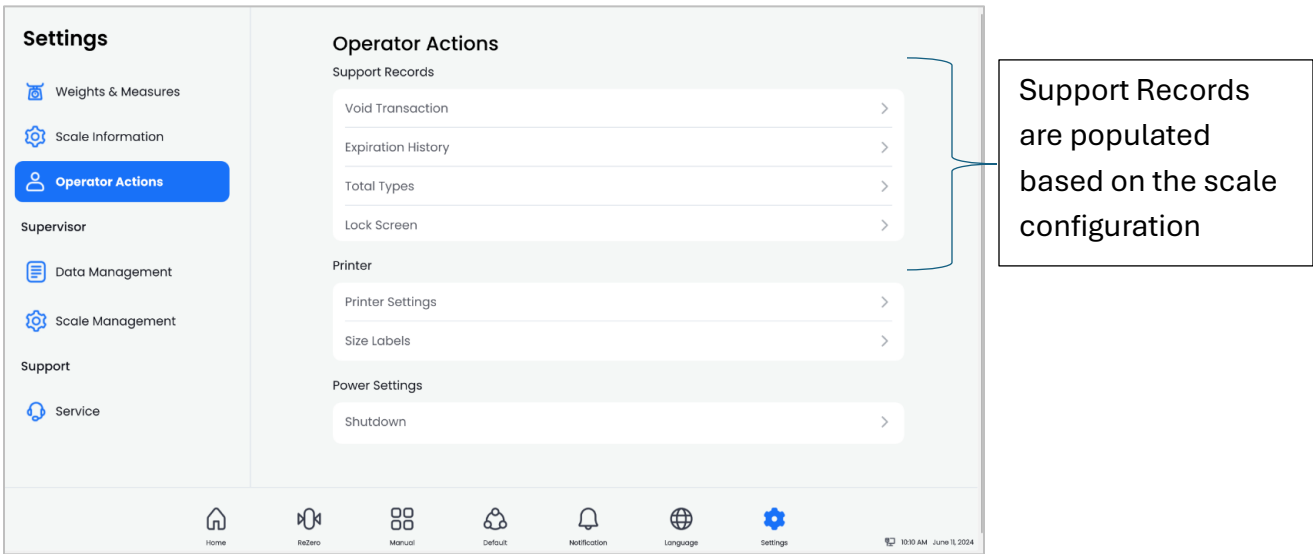 Settings
Weights & Measures
Scale Information
Operator Actions
Supervisor
Data Management
Scale Management
Support
Service
Operator Actions
Support Records
Void Transaction
Expiration History
Total Types
Lock Screen
Printer
Printer Settings
Size Labels
Power Settings
Shutdown
Support Records
are populated
based on the scale
configuration
Home
ReZero
Manual
Default
Notification
Language
Settings
10:10 AM June 11, 2024